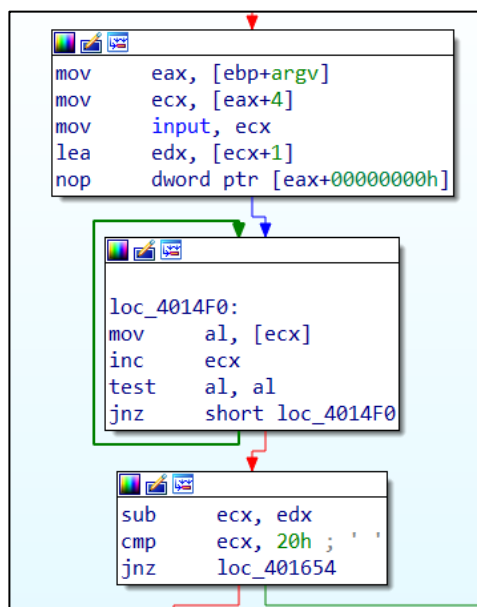 mov eax, [ebp+argv]
mov ecx, [eax+4]
mov input, ecx
lea edx, [ecx+1]
nop dword ptr [eax+00000000h]
loc_4014F0:
mov al, [ecx]
inc ecx
test al, al
jnz short loc_4014F0
sub ecx, edx
cmp ecx, 20h ; ' '
jnz loc_401654